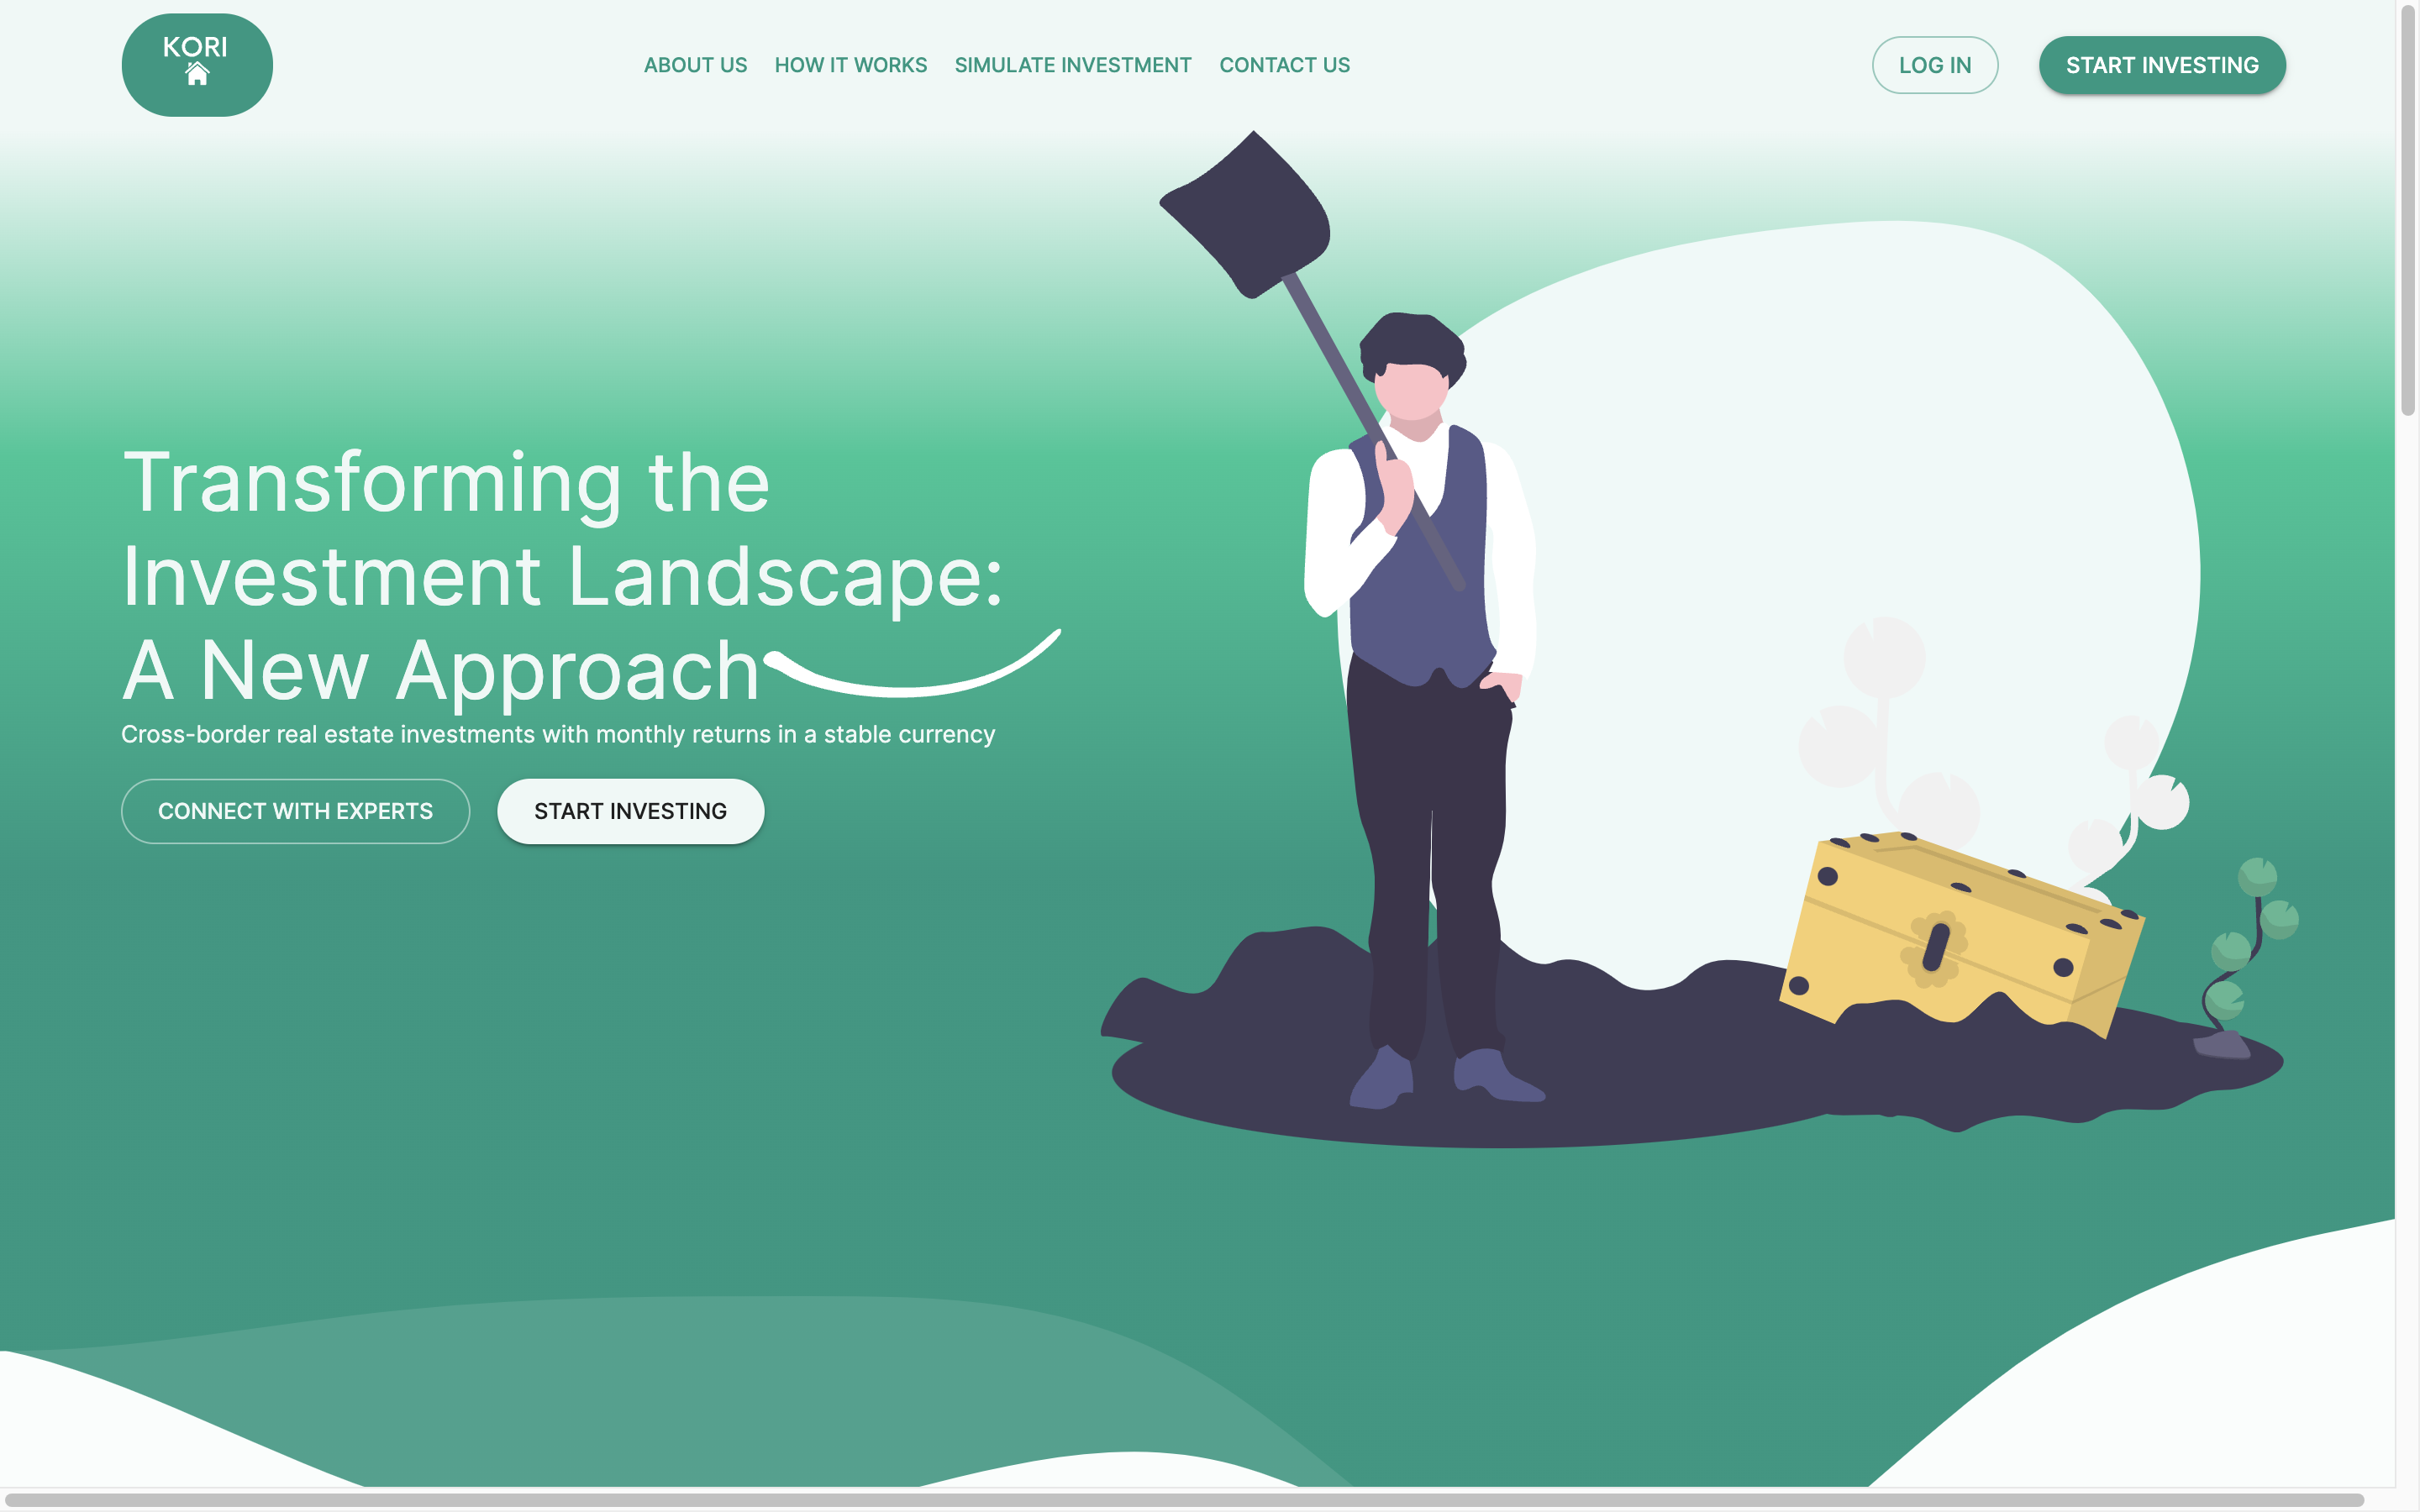 KORI
ABOUT US
HOW IT WORKS
SIMULATE INVESTMENT
CONTACT US
LOG IN
START INVESTING
Transforming the
Investment Landscape:
A New Approach
Cross-border real estate investments with monthly returns in a stable currency
CONNECT WITH EXPERTS
START INVESTING